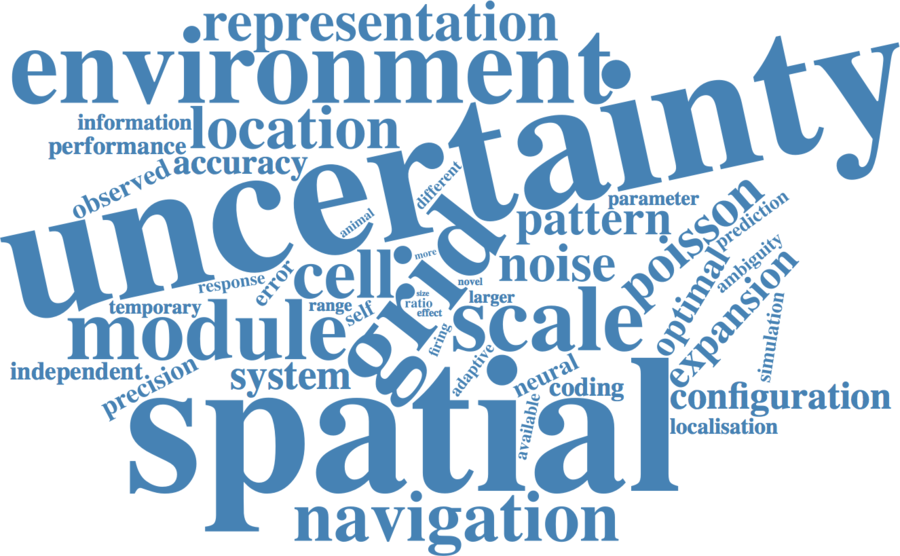 representation
environment
information
location
performance
accuracy
observed
uncertainty
different
animal
parameter
pattern
poisson
prediction
grid
more
cell
noise
ambiguity
response
error
novel
temporary
range
self
size
ratio
effect
larger
optimal
expansion
module
scale
firing
simulation
independent
precision
system
adaptive
neural
coding
available
configuration
localisation
spatial
navigation